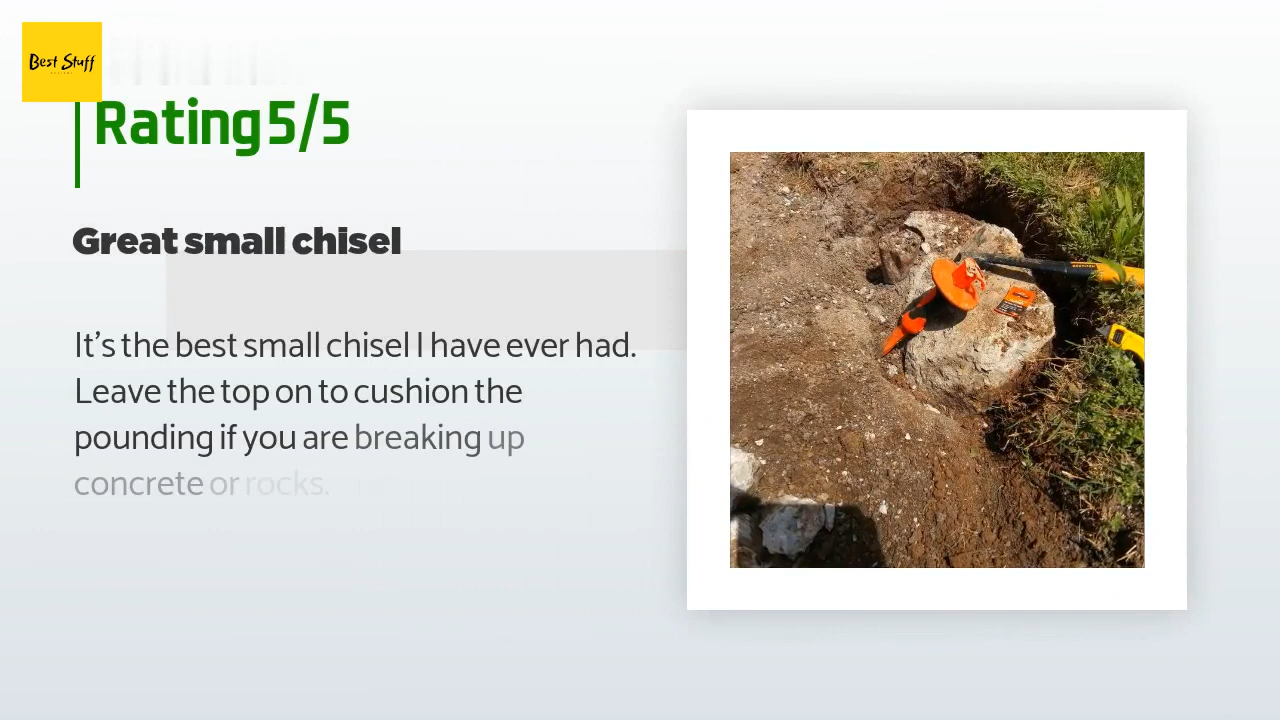 Best Stuff
Rating 5/5
Great small chisel
It's the best small chisel I have ever had.
Leave the top on to cushion the
pounding if you are breaking up
concrete or rocks.